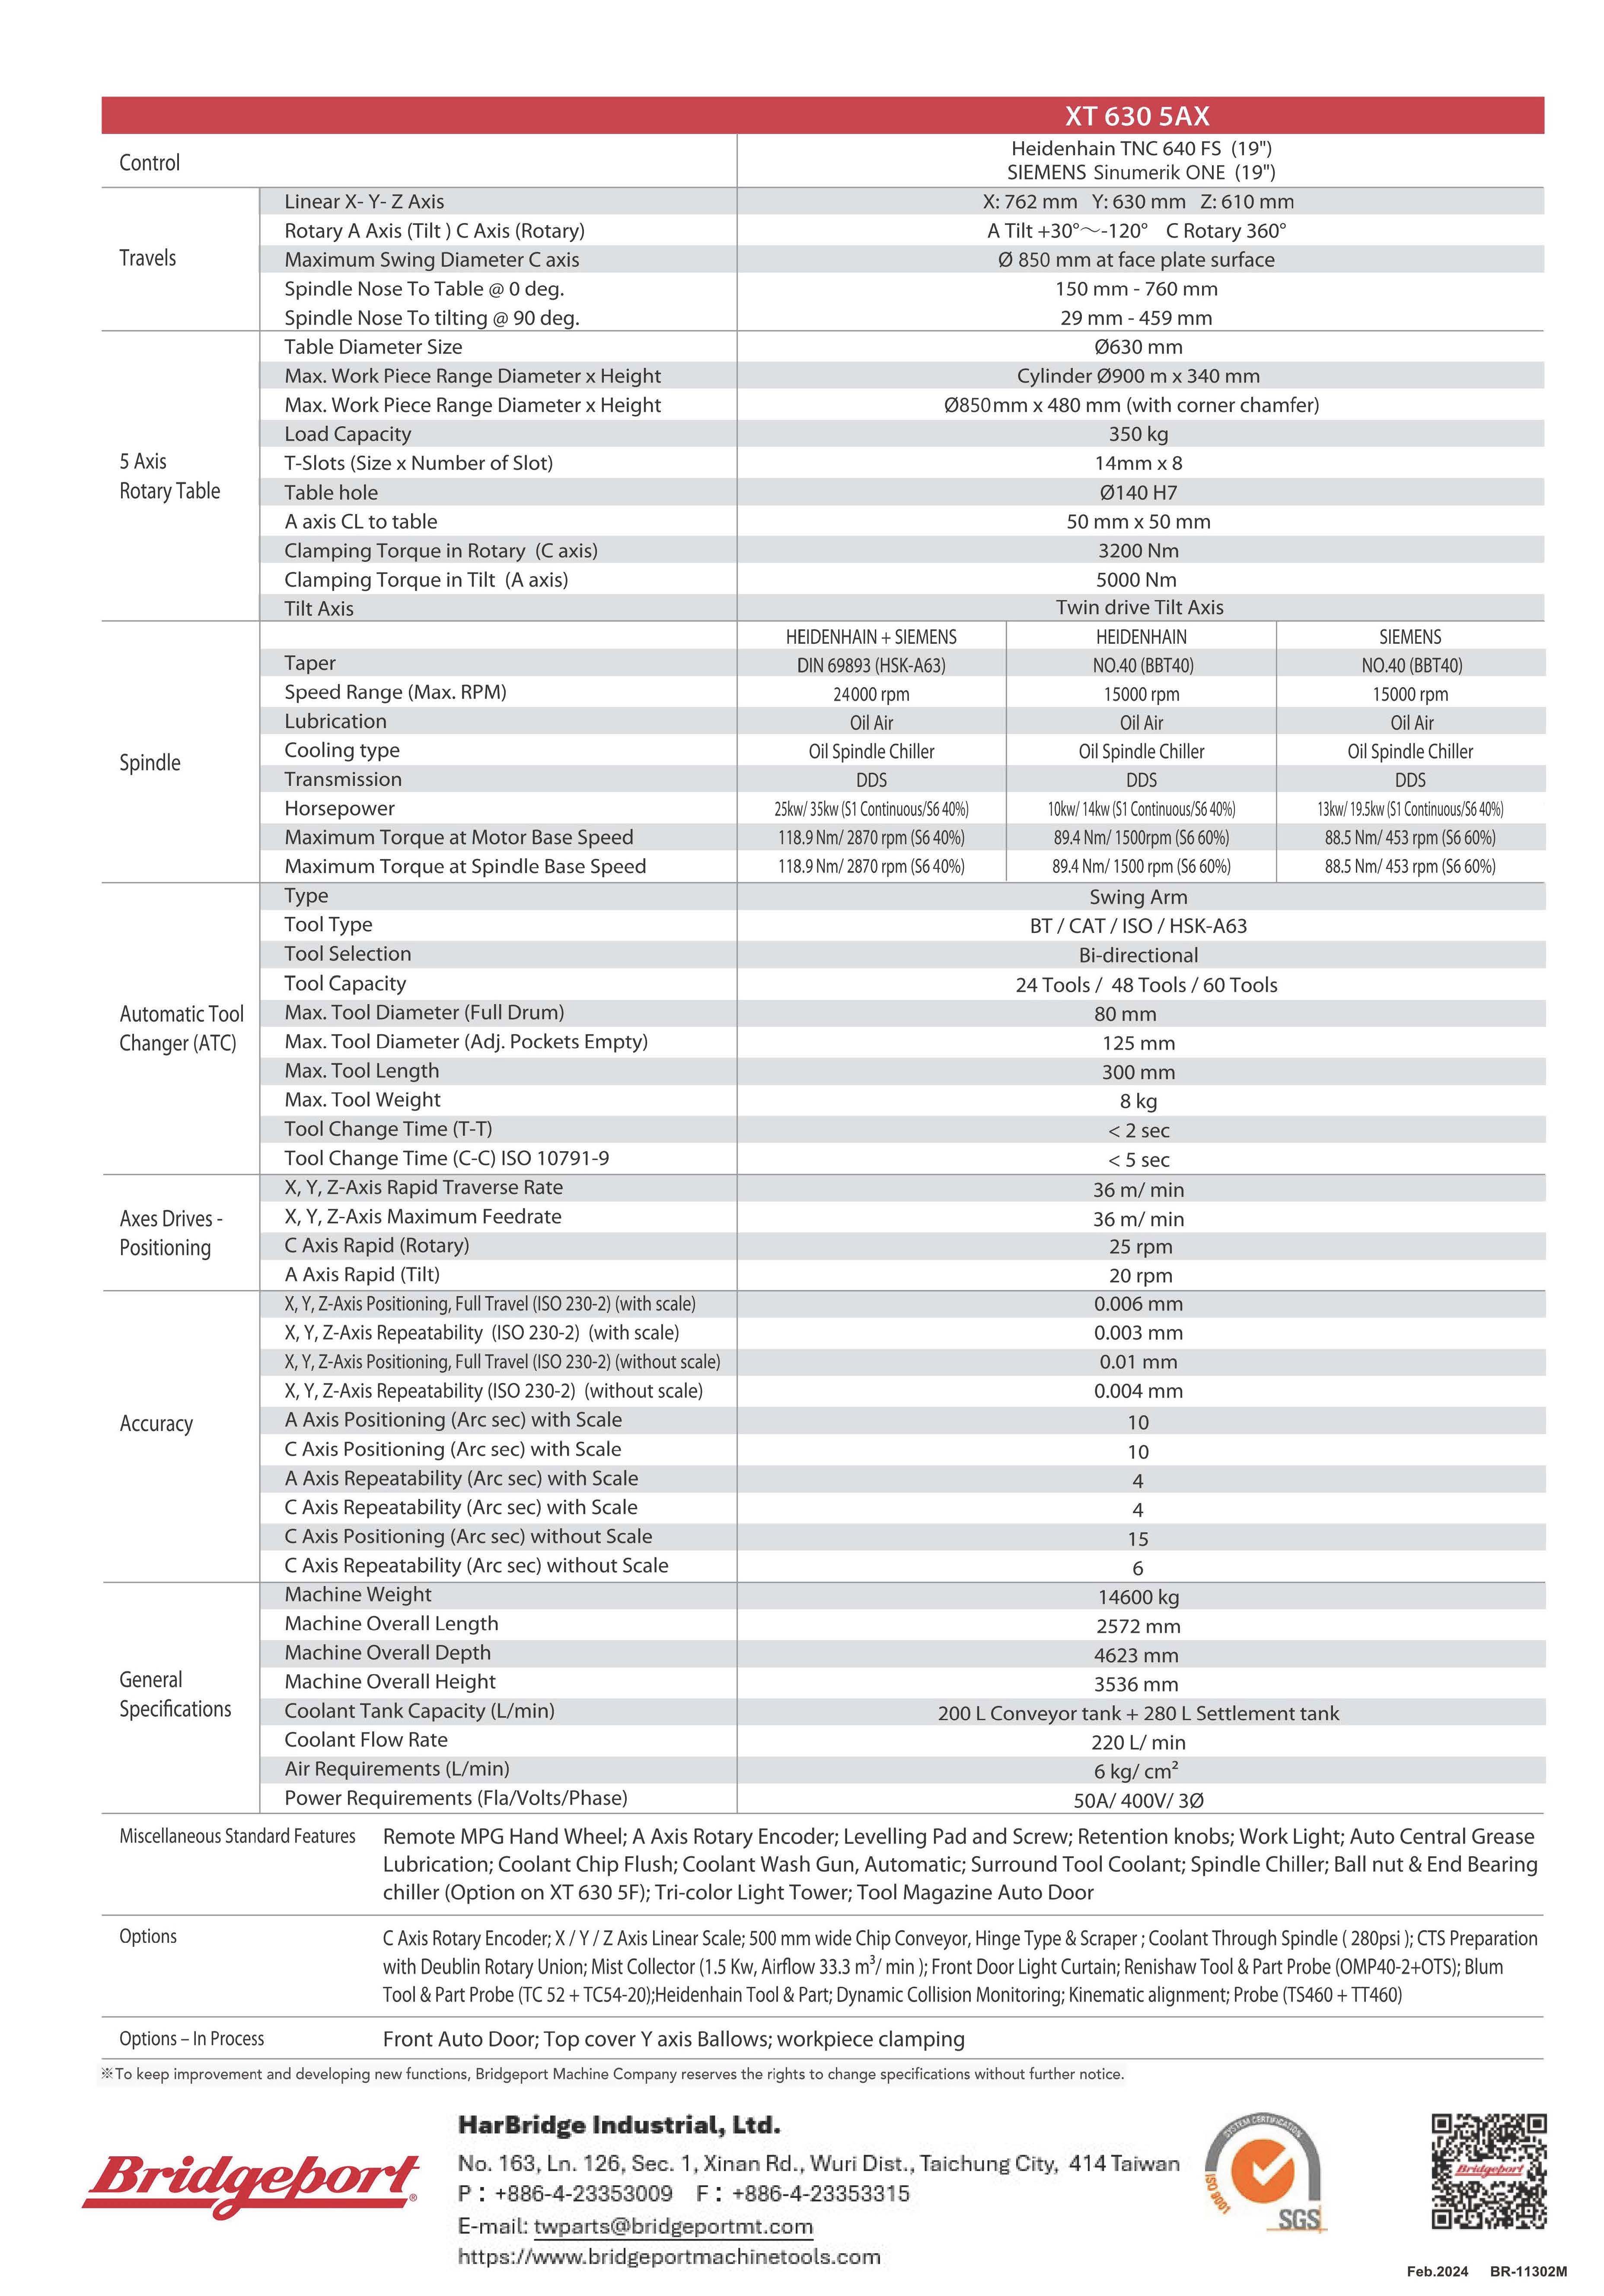 XT 630 5AX
Control
Heidenhain TNC 640 FS (19")
SIEMENS Sinumerik ONE (19")
Travels
Linear X- Y- Z Axis X: 762 mm Y: 630 mm Z: 610 mm
Rotary A Axis (Tilt ) C Axis (Rotary) A Tilt +30°～-120° C Rotary 360°
Maximum Swing Diameter C axis Ø 850 mm at face plate surface
Spindle Nose To Table @ 0 deg. 150 mm - 760 mm
Spindle Nose To tilting @ 90 deg. 29 mm - 459 mm
5 Axis
Rotary Table
Table Diameter Size Ø630 mm
Max. Work Piece Range Diameter x Height Cylinder Ø900 m x 340 mm
Max. Work Piece Range Diameter x Height Ø850mm x 480 mm (with corner chamfer)
Load Capacity 350 kg
T-Slots (Size x Number of Slot) 14mm x 8
Table hole Ø140 H7
A axis CL to table 50 mm x 50 mm
Clamping Torque in Rotary (C axis) 3200 Nm
Clamping Torque in Tilt (A axis) 5000 Nm
Tilt Axis Twin drive Tilt Axis
Spindle
HEIDENHAIN + SIEMENS HEIDENHAIN SIEMENS
Taper DIN 69893 (HSK-A63) NO.40 (BBT40) NO.40 (BBT40)
Speed Range (Max. RPM) 24000 rpm 15000 rpm 15000 rpm
Lubrication Oil Air Oil Air Oil Air
Cooling type Oil Spindle Chiller Oil Spindle Chiller Oil Spindle Chiller
Transmission DDS DDS DDS
Horsepower 25kw/ 35kw (S1 Continuous/S6 40%) 10kw/ 14kw (S1 Continuous/S6 40%) 13kw/ 19.5kw (S1 Continuous/S6 40%)
Maximum Torque at Motor Base Speed 118.9 Nm/ 2870 rpm (S6 40%) 89.4 Nm/ 1500rpm (S6 60%) 88.5 Nm/ 453 rpm (S6 60%)
Maximum Torque at Spindle Base Speed 118.9 Nm/ 2870 rpm (S6 40%) 89.4 Nm/ 1500 rpm (S6 60%) 88.5 Nm/ 453 rpm (S6 60%)
Automatic Tool
Changer (ATC)
Type Swing Arm
Tool Type BT / CAT / ISO / HSK-A63
Tool Selection Bi-directional
Tool Capacity 24 Tools / 48 Tools / 60 Tools
Max. Tool Diameter (Full Drum) 80 mm
Max. Tool Diameter (Adj. Pockets Empty) 125 mm
Max. Tool Length 300 mm
Max. Tool Weight 8 kg
Tool Change Time (T-T) < 2 sec
Tool Change Time (C-C) ISO 10791-9 < 5 sec
Axes Drives -
Positioning
X, Y, Z-Axis Rapid Traverse Rate 36 m/ min
X, Y, Z-Axis Maximum Feedrate 36 m/ min
C Axis Rapid (Rotary) 25 rpm
A Axis Rapid (Tilt) 20 rpm
Accuracy
X, Y, Z-Axis Positioning, Full Travel (ISO 230-2) (with scale) 0.006 mm
X, Y, Z-Axis Repeatability (ISO 230-2) (with scale) 0.003 mm
X, Y, Z-Axis Positioning, Full Travel (ISO 230-2) (without scale) 0.01 mm
X, Y, Z-Axis Repeatability (ISO 230-2) (without scale) 0.004 mm
A Axis Positioning (Arc sec) with Scale 10
C Axis Positioning (Arc sec) with Scale 10
A Axis Repeatability (Arc sec) with Scale 4
C Axis Repeatability (Arc sec) with Scale 4
C Axis Positioning (Arc sec) without Scale 15
C Axis Repeatability (Arc sec) without Scale 6
General
Specifications
Machine Weight 14600 kg
Machine Overall Length 2572 mm
Machine Overall Depth 4623 mm
Machine Overall Height 3536 mm
Coolant Tank Capacity (L/min) 200 L Conveyor tank + 280 L Settlement tank
Coolant Flow Rate 220 L/ min
Air Requirements (L/min) 6 kg/ cm²
Power Requirements (Fla/Volts/Phase) 50A/ 400V/ 3Ø
Miscellaneous Standard Features Remote MPG Hand Wheel; A Axis Rotary Encoder; Levelling Pad and Screw; Retention knobs; Work Light; Auto Central Grease
Lubrication; Coolant Chip Flush; Coolant Wash Gun, Automatic; Surround Tool Coolant; Spindle Chiller; Ball nut & End Bearing
chiller (Option on XT 630 5F); Tri-color Light Tower; Tool Magazine Auto Door
Options C Axis Rotary Encoder; X / Y / Z Axis Linear Scale; 500 mm wide Chip Conveyor, Hinge Type & Scraper ; Coolant Through Spindle ( 280psi ); CTS Preparation
with Deublin Rotary Union; Mist Collector (1.5 Kw, Airflow 33.3 m³/ min ); Front Door Light Curtain; Renishaw Tool & Part Probe (OMP40-2+OTS); Blum
Tool & Part Probe (TC 52 + TC54-20);Heidenhain Tool & Part; Dynamic Collision Monitoring; Kinematic alignment; Probe (TS460 + TT460)
Options – In Process Front Auto Door; Top cover Y axis Ballows; workpiece clamping
※To keep improvement and developing new functions, Bridgeport Machine Company reserves the rights to change specifications without further notice.
Bridgeport®
HarBridge Industrial, Ltd.
No. 163, Ln. 126, Sec. 1, Xinan Rd., Wuri Dist., Taichung City, 414 Taiwan
P : +886-4-23353009 F : +886-4-23353315
E-mail: twparts@bridgeportmt.com
https://www.bridgeportmachinetools.com
SYSTEM CERTIFICATION
ISO 9001
SGS
Bridgeport
Feb.2024 BR-11302M